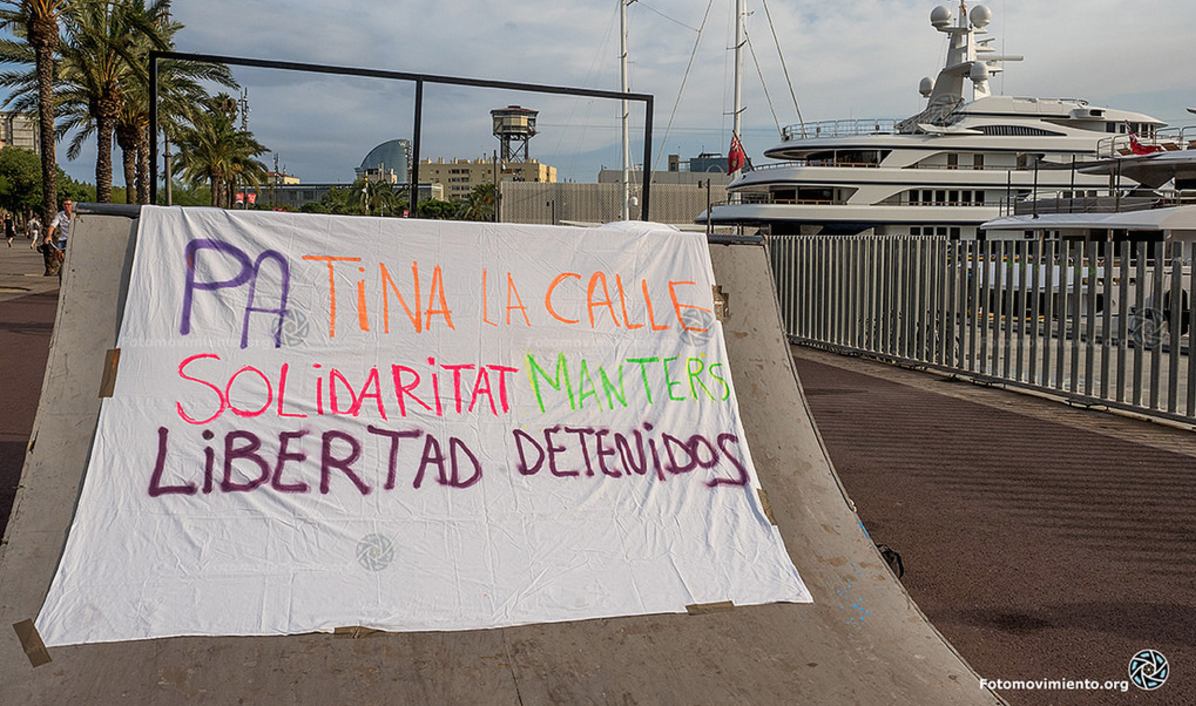 PATINA LA CALLE
SOLIDARITAT MANTERS
LiBERTAD DETENiDOS
Fotomovimiento.org